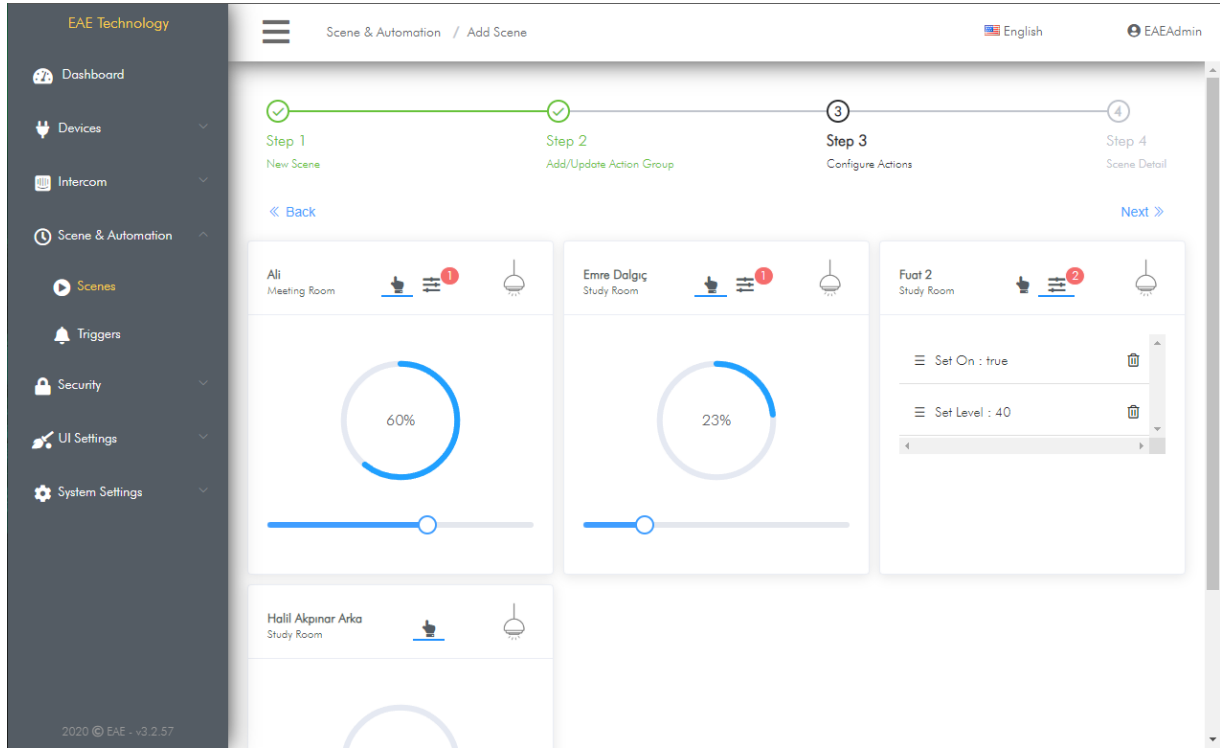 EAE Technology
Scene & Automation / Add Scene
English
EAEAdmin
Dashboard
Devices
Intercom
Scene & Automation
Scenes
Triggers
Security
UI Settings
System Settings
2020 © EAE - v3.2.57
3
4
Step 1
Step 2
Step 3
Step 4
New Scene
Add/Update Action Group
Configure Actions
Scene Detail
« Back
Next »
Ali
Meeting Room
1
60%
Emre Dalgıç
Study Room
1
23%
Fuat 2
Study Room
2
Set On : true
Set Level : 40
Halil Akpınar Arka
Study Room